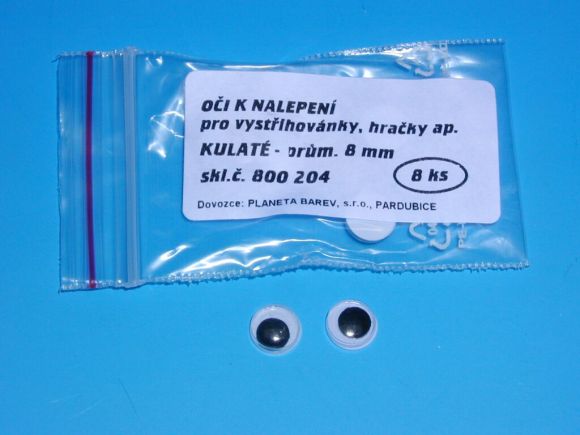 OČI K NALEPENÍ
pro vystřihovánky, hračky ap.
KULATÉ - prům. 8 mm
skl.č. 800 204
8 ks
Dovozce: PLANETA BAREV, s.r.o., PARDUBICE